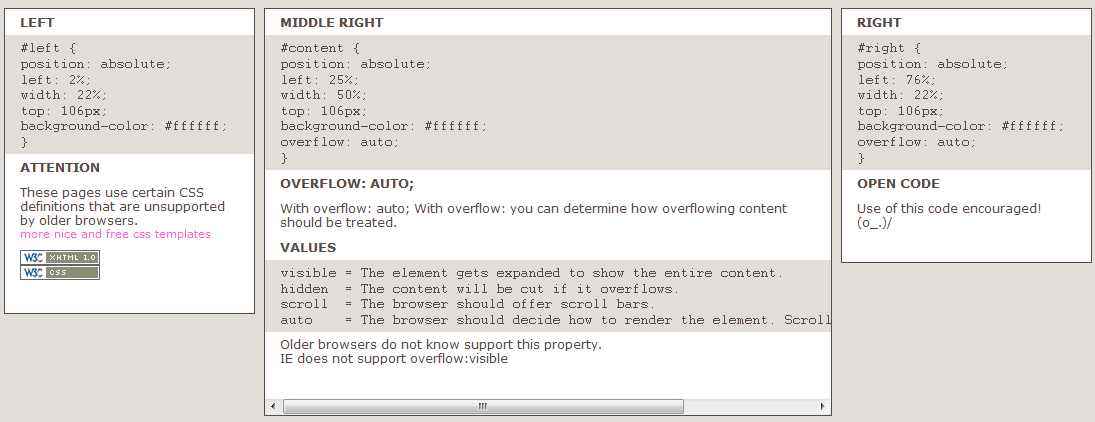 LEFT
#left {
position: absolute;
left: 2%;
width: 22%;
top: 106px;
background-color: #ffffff;
}
ATTENTION
These pages use certain CSS
definitions that are unsupported
by older browsers.
more nice and free css templates
W3C XHTML 1.0
W3C CSS
MIDDLE RIGHT
#content {
position: absolute;
left: 25%;
width: 50%;
top: 106px;
background-color: #ffffff;
overflow: auto;
}
OVERFLOW: AUTO;
With overflow: auto; With overflow: you can determine how overflowing content
should be treated.
VALUES
visible = The element gets expanded to show the entire content.
hidden  = The content will be cut if it overflows.
scroll  = The browser should offer scroll bars.
auto    = The browser should decide how to render the element. Scroll
Older browsers do not know support this property.
IE does not support overflow:visible
RIGHT
#right {
position: absolute;
left: 76%;
width: 22%;
top: 106px;
background-color: #ffffff;
overflow: auto;
}
OPEN CODE
Use of this code encouraged!
(o_.)/